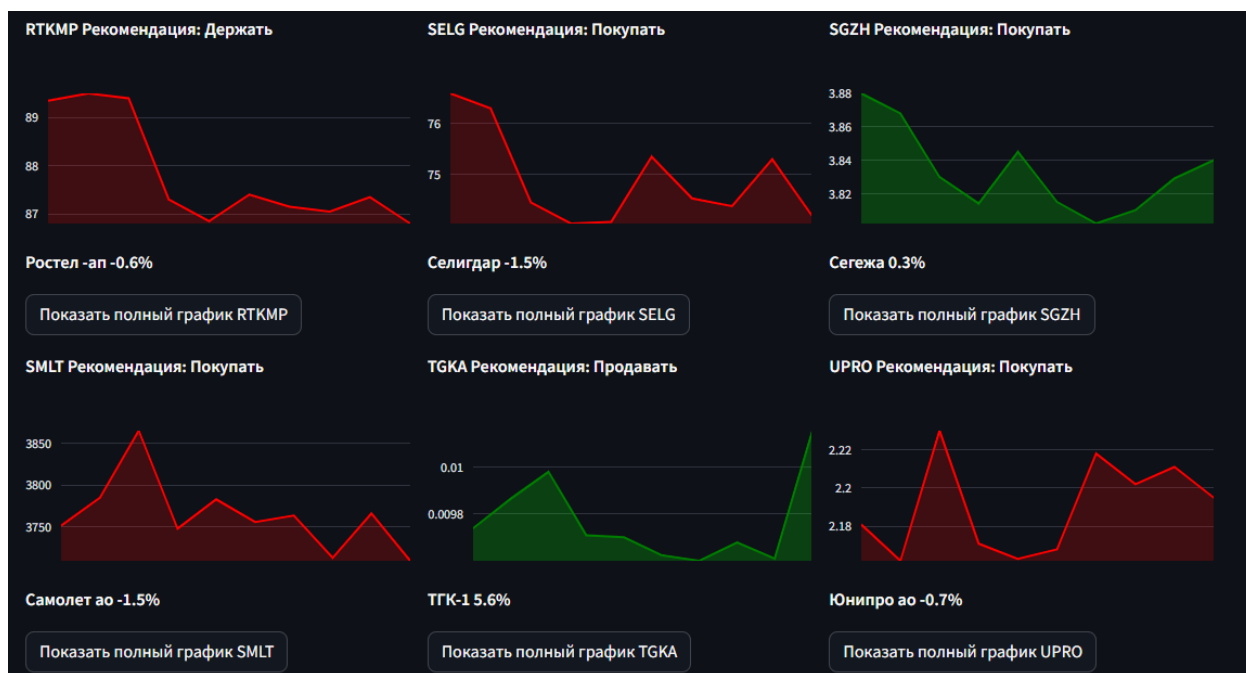 RTKMP Рекомендация: Держать
89
88
87
Ростел -ап -0.6%
Показать полный график RTKMP
SELG Рекомендация: Покупать
76
75
Селигдар -1.5%
Показать полный график SELG
SGZH Рекомендация: Покупать
3.88
3.86
3.84
3.82
Сегежа 0.3%
Показать полный график SGZH
SMLT Рекомендация: Покупать
3850
3800
3750
Самолет ао -1.5%
Показать полный график SMLT
TGKA Рекомендация: Продавать
0.01
0.0098
ТГК-1 5.6%
Показать полный график TGKA
UPRO Рекомендация: Покупать
2.22
2.2
2.18
Юнипро ао -0.7%
Показать полный график UPRO